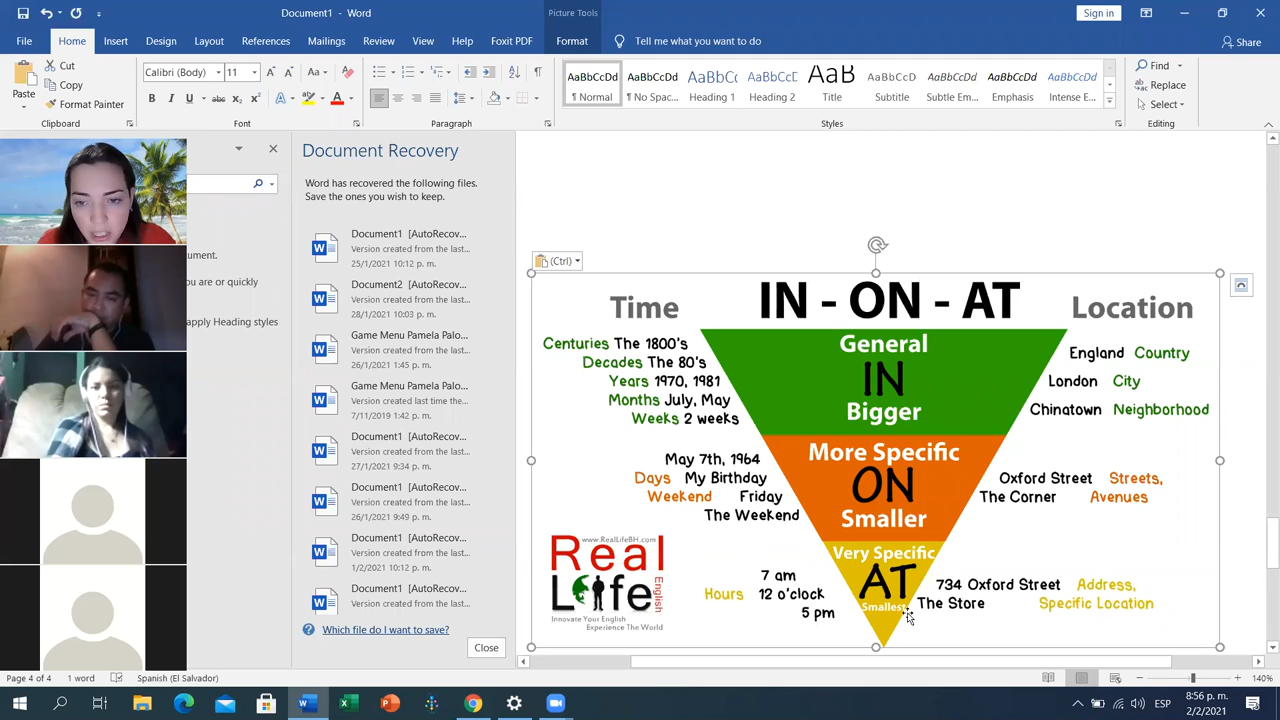 Document1 - Word
Picture Tools
Sign in
File
Home
Insert
Design
Layout
References
Mailings
Review
View
Help
Foxit PDF
Format
Tell me what you want to do
Share
Paste
Cut
Copy
Format Painter
Clipboard
Calibri (Body)
11
Font
Paragraph
AaBbCcDd
¶ Normal
AaBbCcDd
¶ No Spac...
AaBbCc
Heading 1
AaBbCcD
Heading 2
AaB
Title
AaBbCcD
Subtitle
AaBbCcDd
Subtle Em...
AaBbCcDd
Emphasis
AaBbCcDd
Intense E...
Styles
Find
Replace
Select
Editing
cument.
ou are or quickly
apply Heading styles
Document Recovery
Word has recovered the following files.
Save the ones you wish to keep.
Document1 [AutoRecov...
Version created from the last...
25/1/2021 10:12 p. m.
Document2 [AutoRecov...
Version created from the last...
28/1/2021 10:03 p. m.
Game Menu Pamela Palo...
Version created from the last...
26/1/2021 1:45 p. m.
Game Menu Pamela Palo...
Version created last time the...
7/11/2019 1:42 p. m.
Document1 [AutoRecov...
Version created from the last...
27/1/2021 9:34 p. m.
Document1 [AutoRecov...
Version created from the last...
26/1/2021 9:49 p. m.
Document1 [AutoRecov...
Version created from the last...
1/2/2021 10:12 p. m.
Document1 [AutoRecov...
Version created from the last...
Which file do I want to save?
Close
(Ctrl)
Time
IN - ON - AT
Location
Centuries The 1800's
Decades The 80's
Years 1970, 1981
Months July, May
Weeks 2 weeks
General
IN
Bigger
England Country
London City
Chinatown Neighborhood
May 7th, 1964
Days My Birthday
Weekend Friday
The Weekend
More Specific
ON
Smaller
Oxford Street Streets,
The Corner Avenues
7 am
Hours 12 o'clock
5 pm
Very Specific
AT
Smallest
734 Oxford Street Address,
The Store Specific Location
www.RealLifeBH.com
Real
Life
English
Innovate Your English
Experience The World
Page 4 of 4
1 word
Spanish (El Salvador)
140%
ESP
8:56 p. m.
2/2/2021